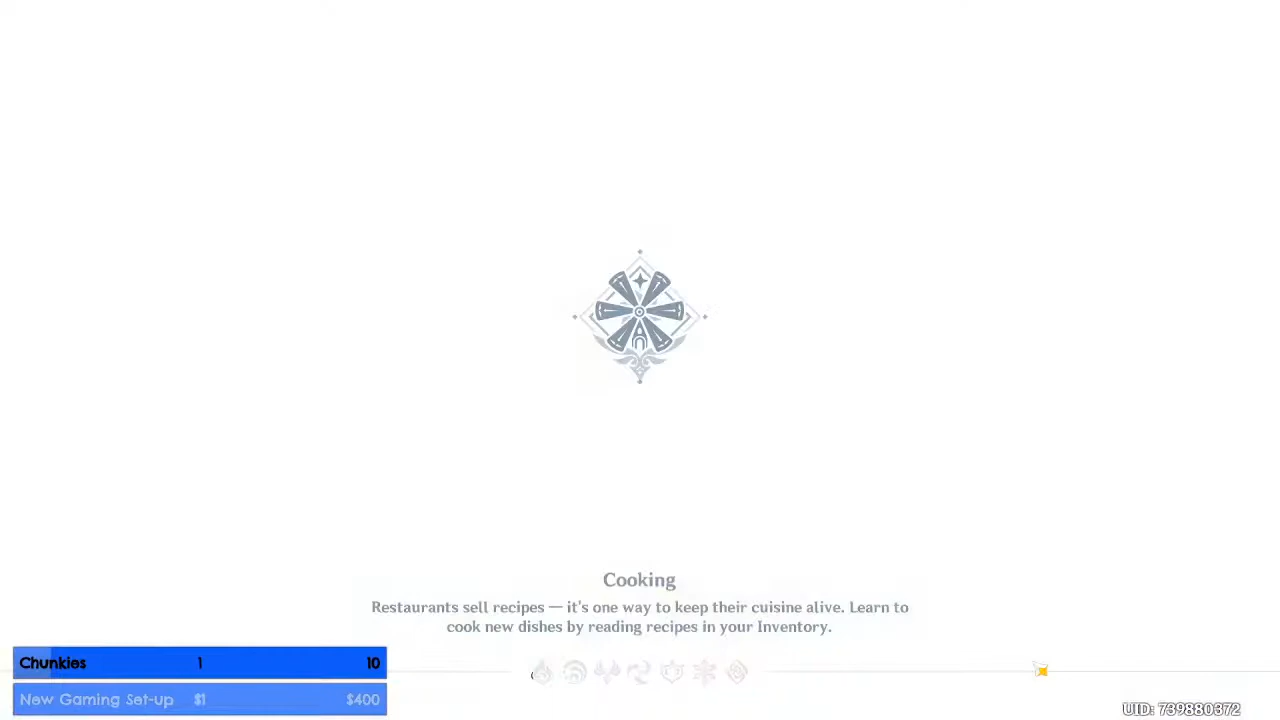 Cooking
Restaurants sell recipes — it's one way to keep their cuisine alive. Learn to
cook new dishes by reading recipes in your Inventory.
Chunkies 1 10
New Gaming Set-up $1 $400
UID: 739880372